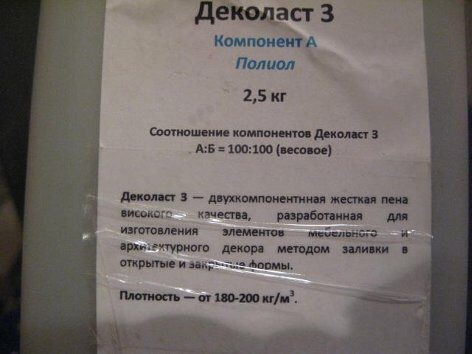 Деколаст 3
Компонент А
Полиол
2,5 кг
Соотношение компонентов Деколаст 3
А:Б = 100:100 (весовое)
Деколаст 3 — двухкомпонентнная жесткая пена
високого качества, разработанная для
изготовления элементов мебельного и
архитектурного декора методом заливки в
открытые и закрытые формы.
Плотность — от 180-200 кг/м³.